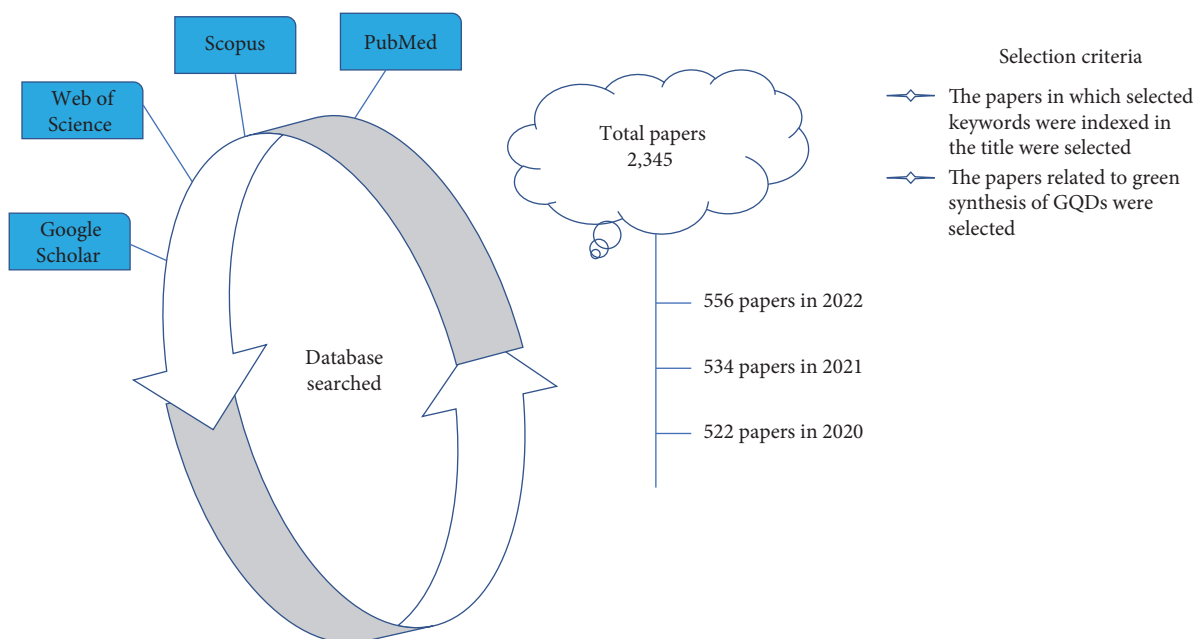 Scopus
PubMed
Web of
Science
Google
Scholar
Database
searched
Total papers
2,345
556 papers in 2022
534 papers in 2021
522 papers in 2020
Selection criteria
The papers in which selected
keywords were indexed in
the title were selected
The papers related to green
synthesis of GQDs were
selected